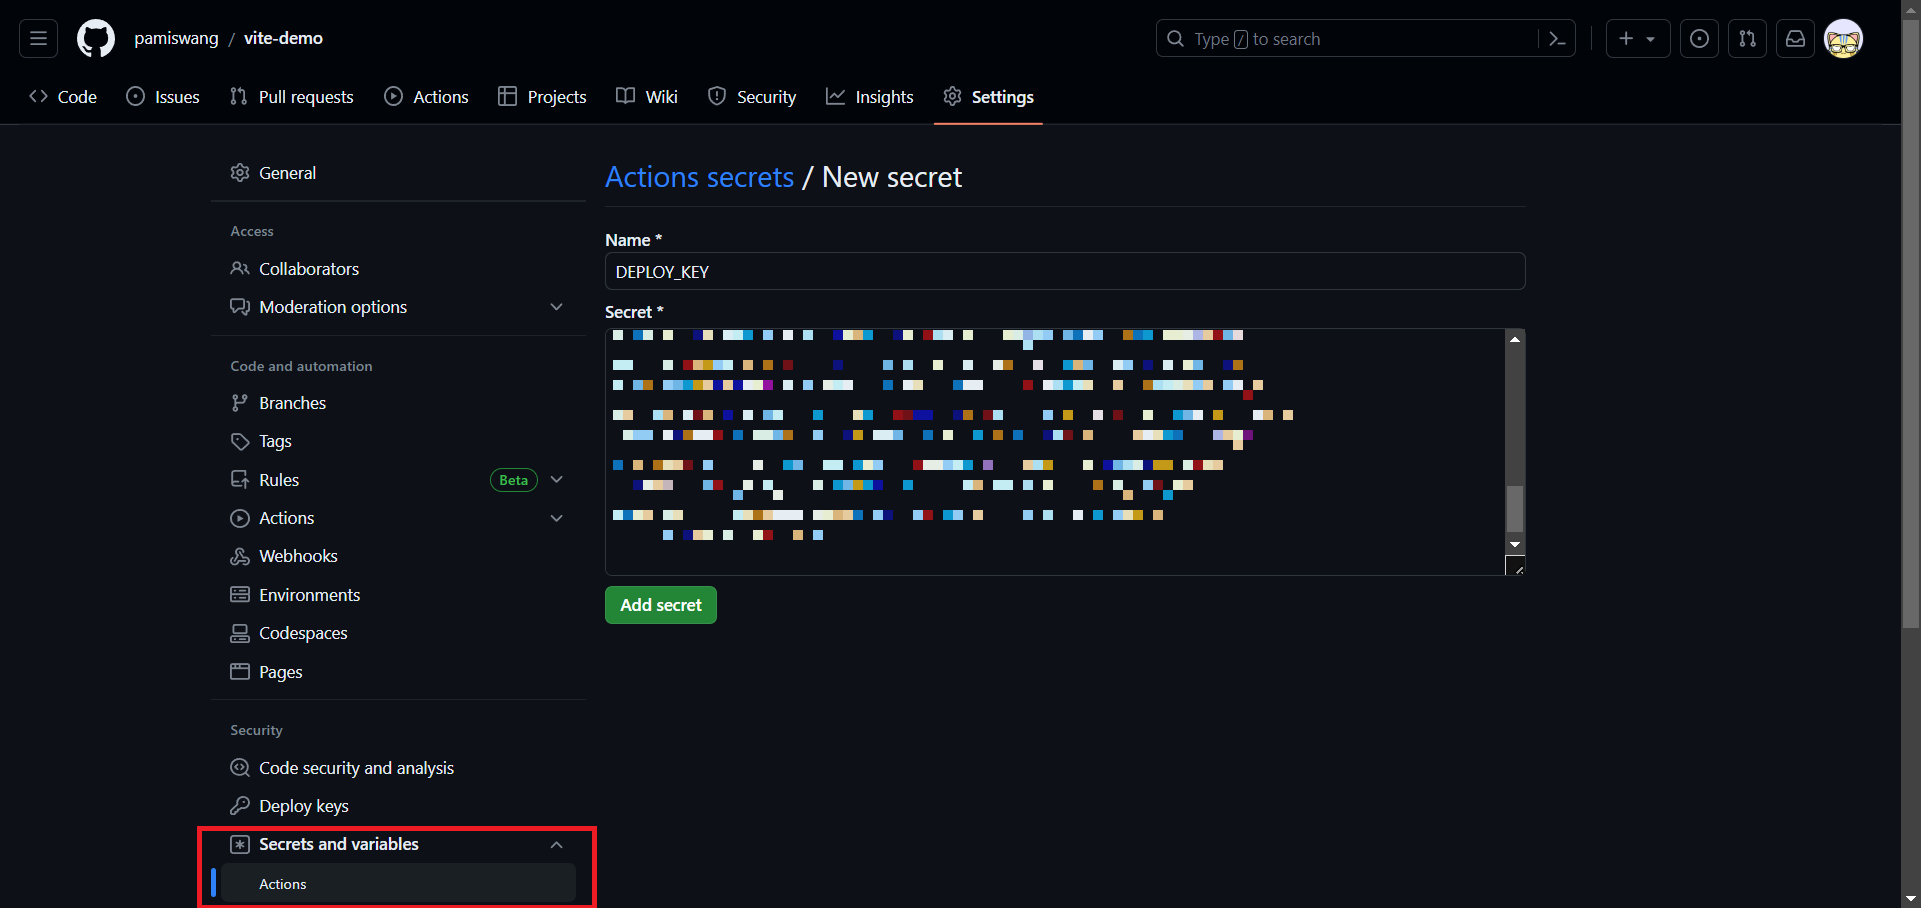 pamiswang / vite-demo
Type / to search
Code
Issues
Pull requests
Actions
Projects
Wiki
Security
Insights
Settings
General
Access
Collaborators
Moderation options
Code and automation
Branches
Tags
Rules Beta
Actions
Webhooks
Environments
Codespaces
Pages
Security
Code security and analysis
Deploy keys
Secrets and variables
Actions
Actions secrets / New secret
Name *
DEPLOY_KEY
Secret *
Add secret